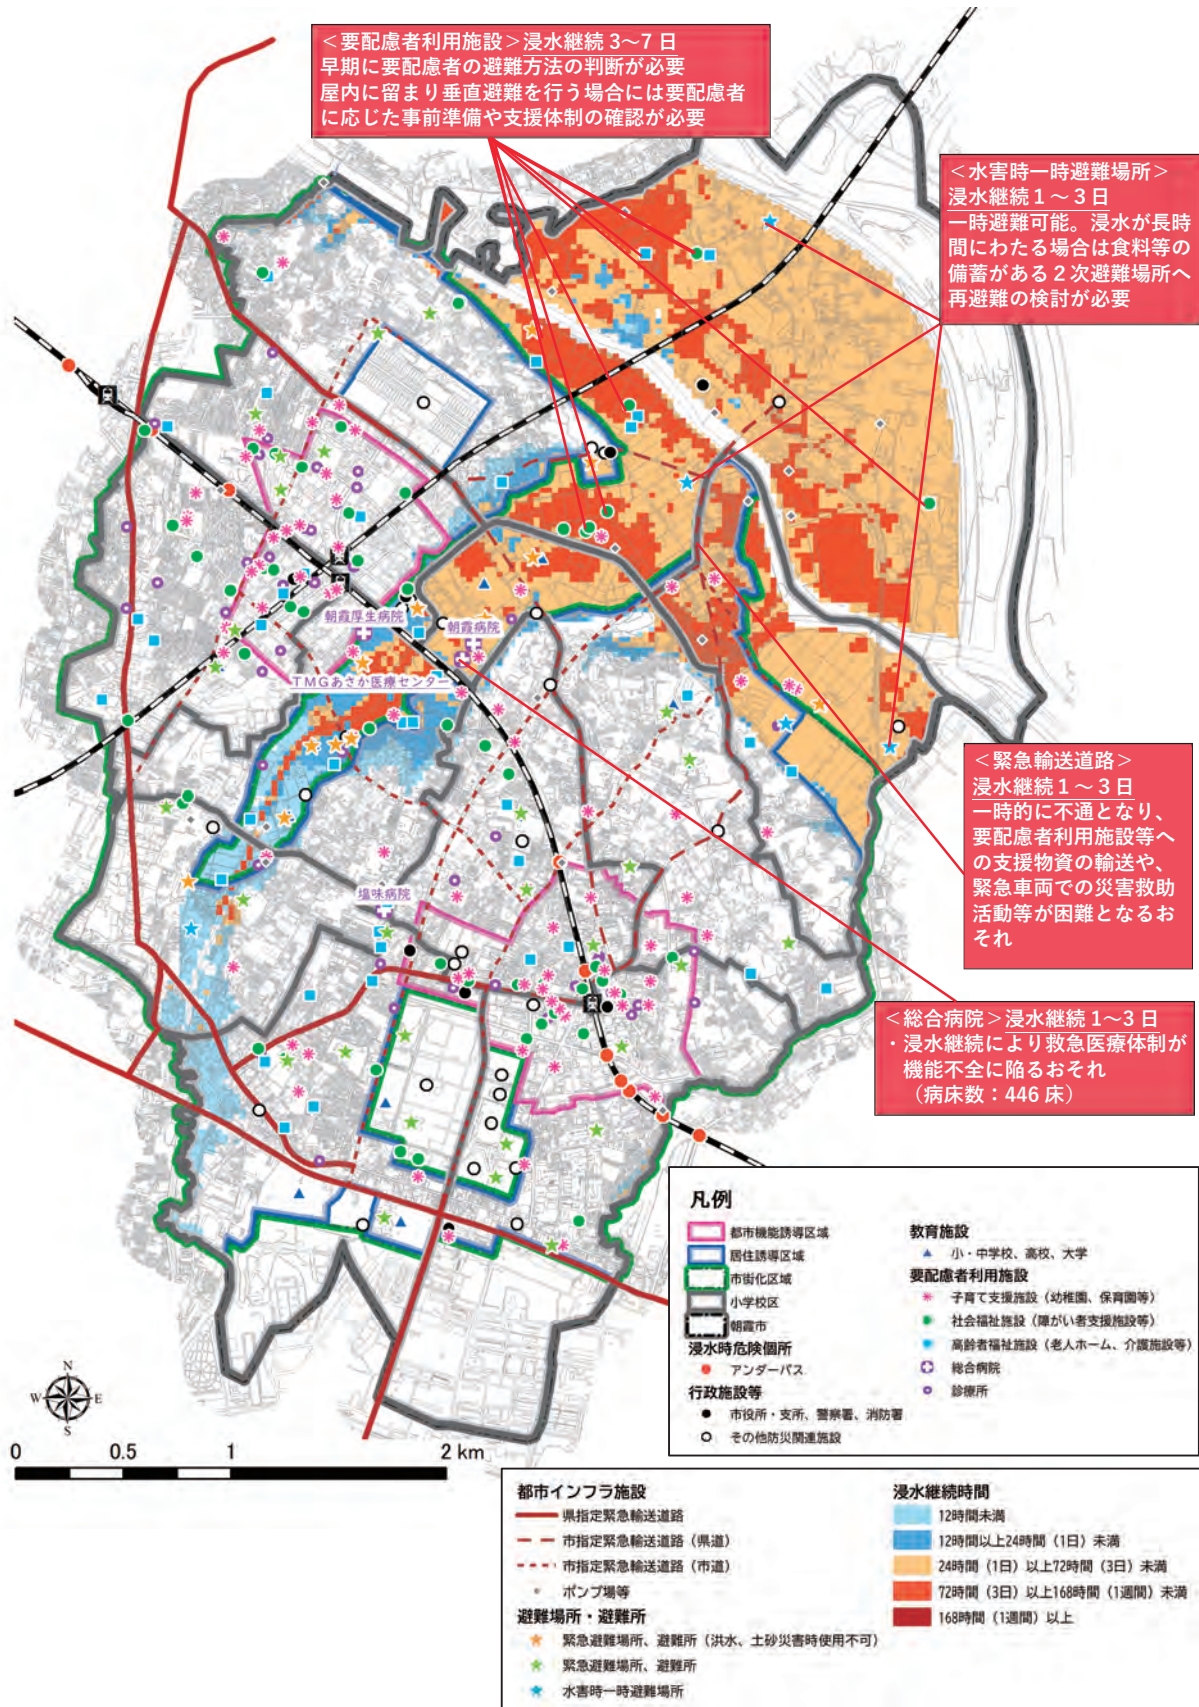 ＜要配慮者利用施設＞浸水継続 3～7 日
早期に要配慮者の避難方法の判断が必要
屋内に留まり垂直避難を行う場合には要配慮者
に応じた事前準備や支援体制の確認が必要
＜水害時一時避難場所＞
浸水継続１～３日
一時避難可能。浸水が長時
間にわたる場合は食料等の
備蓄がある２次避難場所へ
再避難の検討が必要
朝霞厚生病院
朝霞病院
TMGあさか医療センター
塩味病院
＜緊急輸送道路＞
浸水継続１～３日
一時的に不通となり、
要配慮者利用施設等へ
の支援物資の輸送や、
緊急車両での災害救助
活動等が困難となるお
それ
＜総合病院＞浸水継続 1～3 日
・浸水継続により救急医療体制が
機能不全に陥るおそれ
（病床数：446 床）
凡例
都市機能誘導区域
居住誘導区域
市街化区域
小学校区
朝霞市
浸水時危険個所
アンダーパス
行政施設等
市役所・支所、警察署、消防署
その他防災関連施設
教育施設
小・中学校、高校、大学
要配慮者利用施設
子育て支援施設（幼稚園、保育園等）
社会福祉施設（障がい者支援施設等）
高齢者福祉施設（老人ホーム、介護施設等）
総合病院
診療所
N
W E
S
0 0.5 1 2 km
都市インフラ施設
県指定緊急輸送道路
市指定緊急輸送道路（県道）
市指定緊急輸送道路（市道）
ポンプ場等
避難場所・避難所
緊急避難場所、避難所（洪水、土砂災害時使用不可）
緊急避難場所、避難所
水害時一時避難場所
浸水継続時間
12時間未満
12時間以上24時間（1日）未満
24時間（1日）以上72時間（3日）未満
72時間（3日）以上168時間（1週間）未満
168時間（1週間）以上